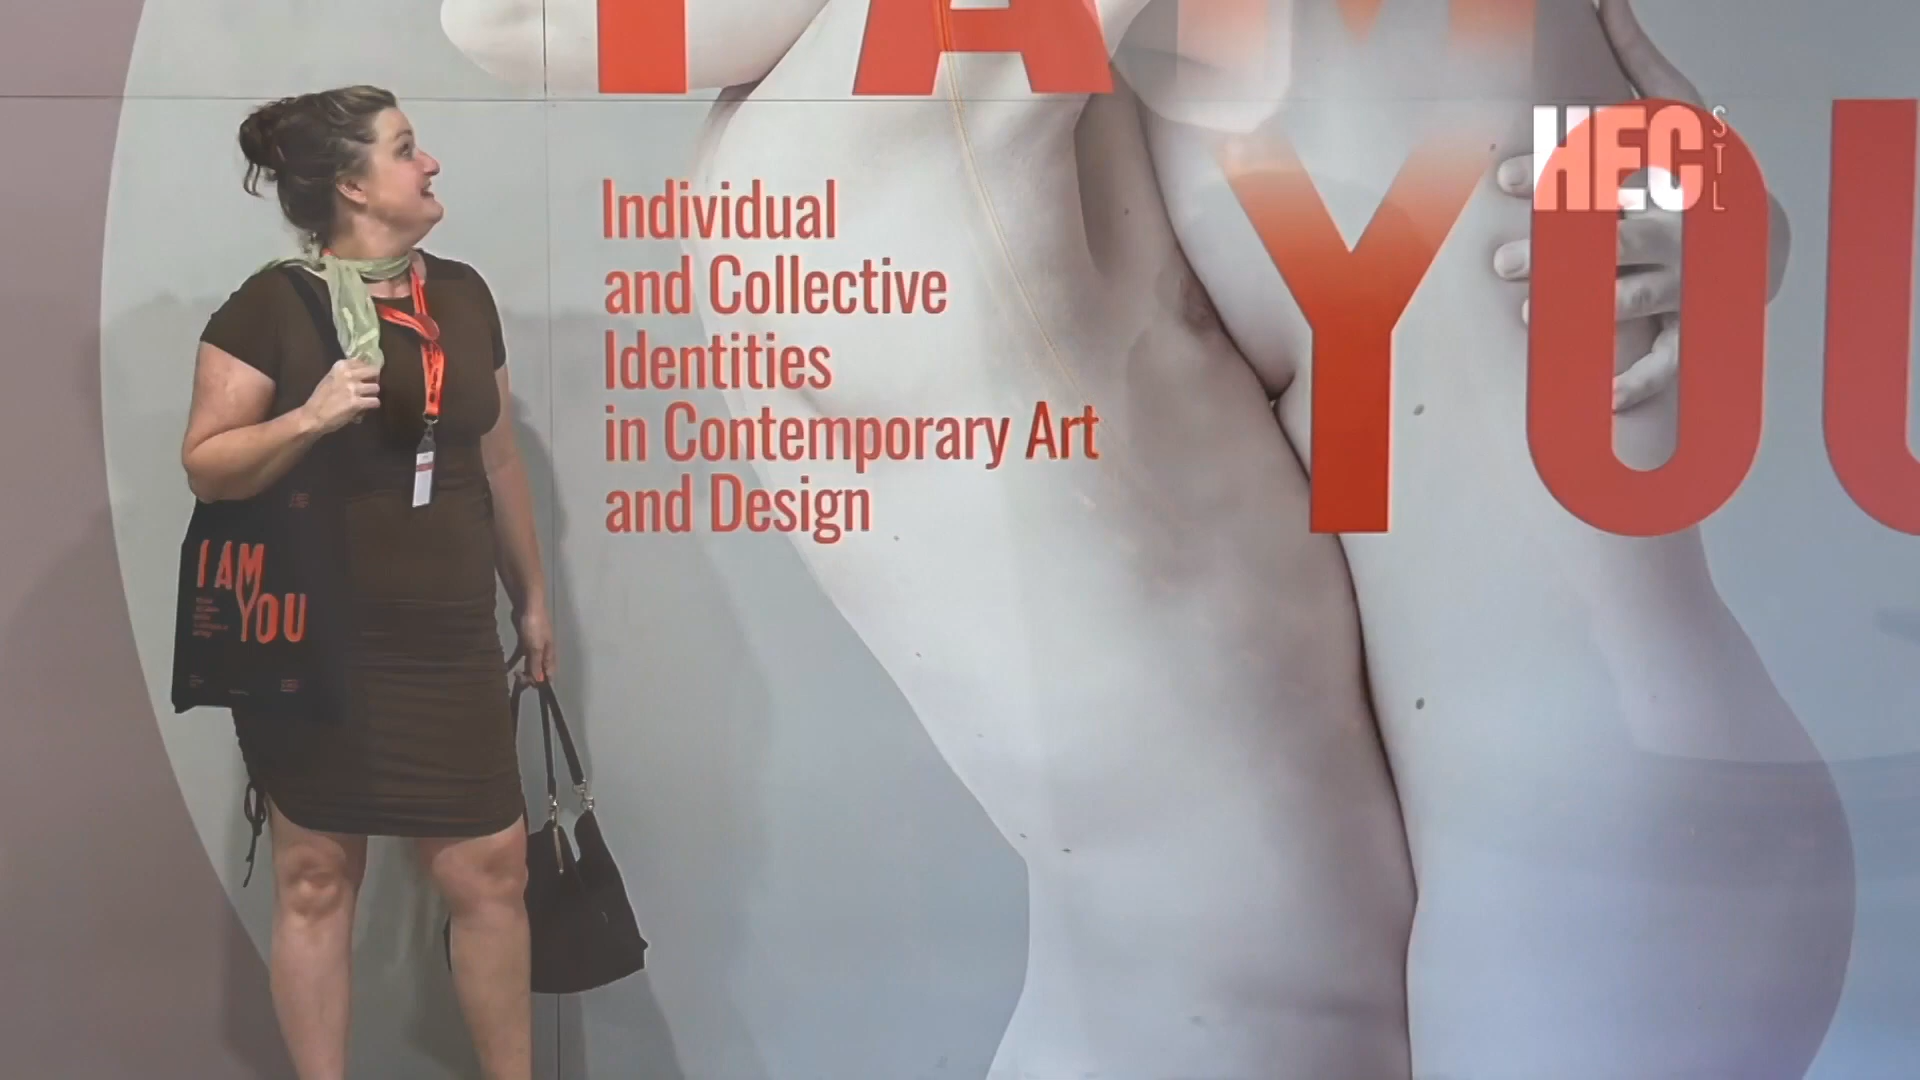 I AM
YOU
HEC
STL
Individual
and Collective
Identities
in Contemporary Art
and Design
I AM
YOU